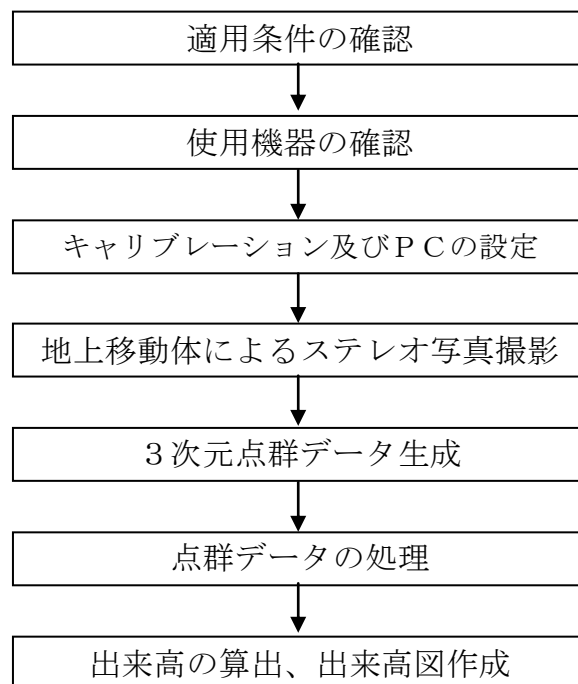 適用条件の確認
使用機器の確認
キャリブレーション及びＰＣの設定
地上移動体によるステレオ写真撮影
３次元点群データ生成
点群データの処理
出来高の算出、出来高図作成